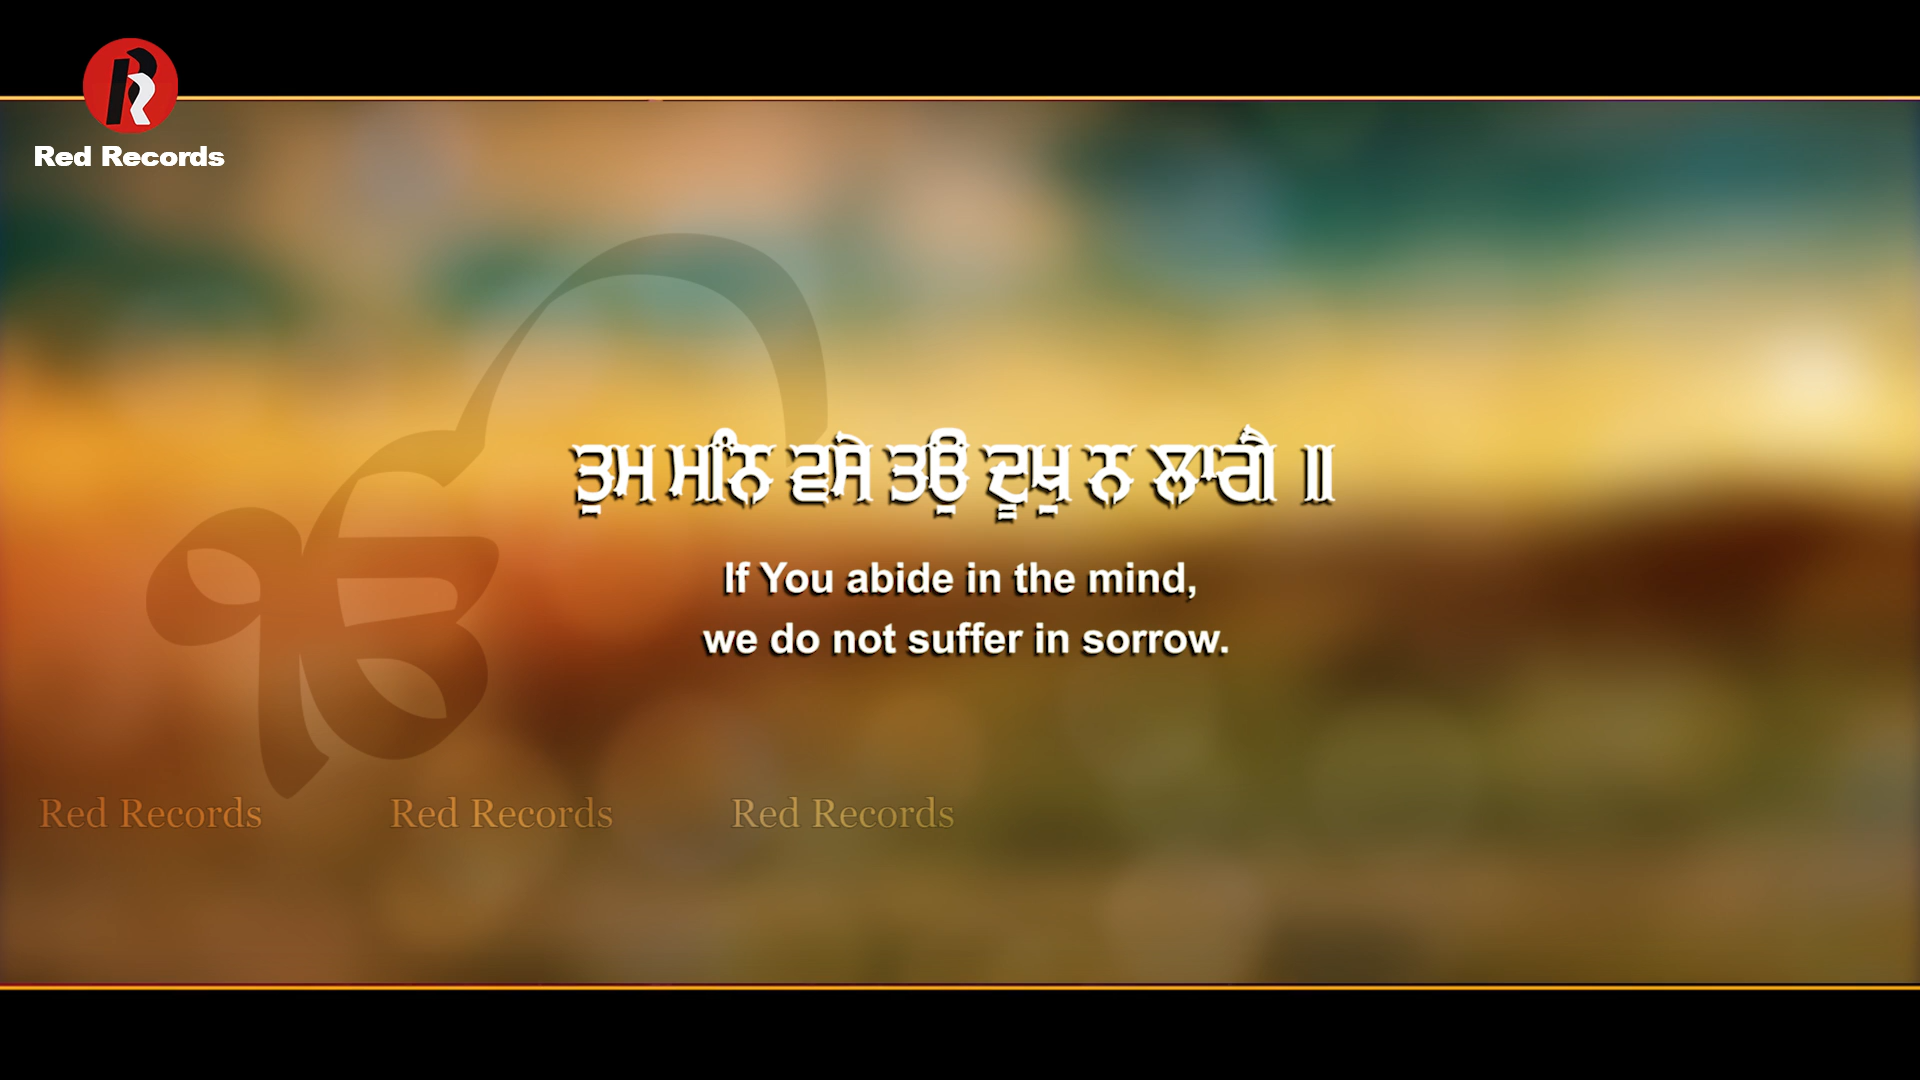 Red Records
ਤੁਮ ਮਨਿ ਵਸੇ ਤਉ ਦੂਖੁ ਨ ਲਾਗੈ ॥
If You abide in the mind,
we do not suffer in sorrow.
Red Records Red Records Red Records